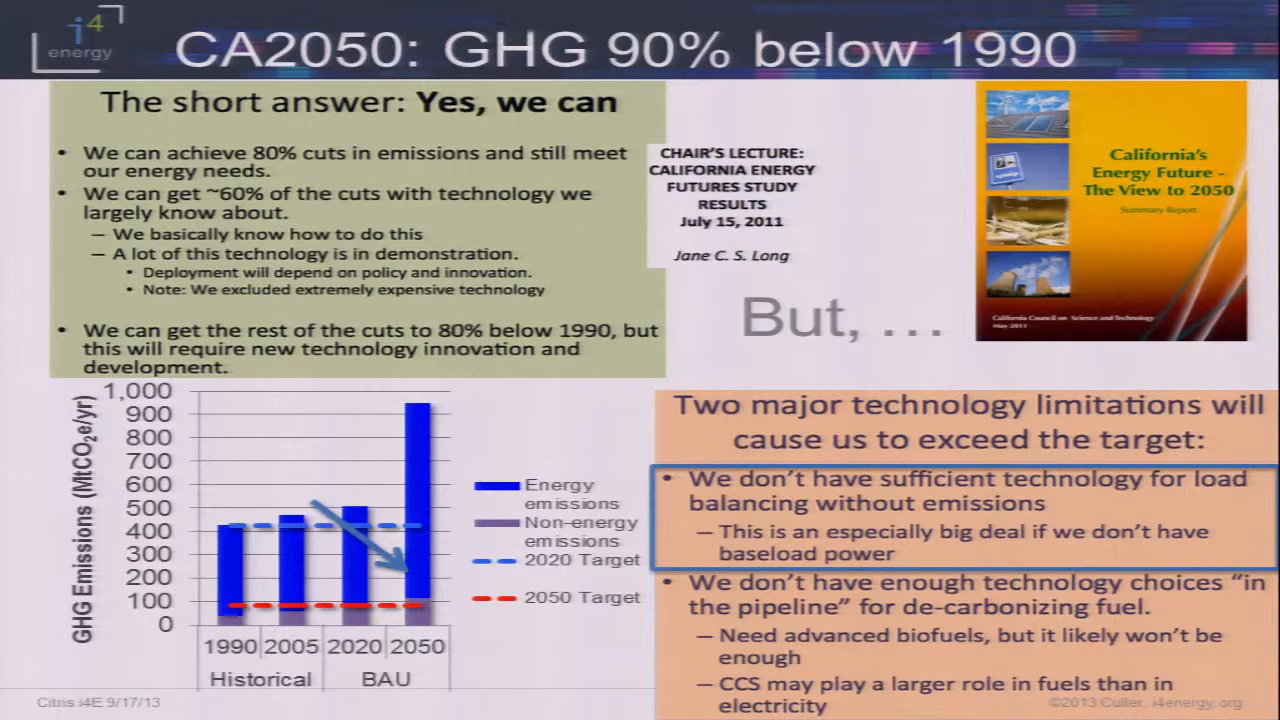 i4
energy
CA2050: GHG 90% below 1990
The short answer: Yes, we can
• We can achieve 80% cuts in emissions and still meet
our energy needs.
• We can get ~60% of the cuts with technology we
largely know about.
– We basically know how to do this
– A lot of this technology is in demonstration.
• Deployment will depend on policy and innovation.
• Note: We excluded extremely expensive technology
• We can get the rest of the cuts to 80% below 1990, but
this will require new technology innovation and
development.
CHAIR'S LECTURE:
CALIFORNIA ENERGY
FUTURES STUDY
RESULTS
July 15, 2011
Jane C. S. Long
But, ...
California's
Energy Future -
The View to 2050
Summary Report
California Council on Science and Technology
May 2011
GHG Emissions (MtCO₂e/yr)
1,000
900
800
700
600
500
400
300
200
100
0
1990 2005 2020 2050
Historical BAU
Energy
emissions
Non-energy
emissions
2020 Target
2050 Target
Two major technology limitations will
cause us to exceed the target:
• We don't have sufficient technology for load
balancing without emissions
– This is an especially big deal if we don't have
baseload power
• We don't have enough technology choices "in
the pipeline" for de-carbonizing fuel.
– Need advanced biofuels, but it likely won't be
enough
– CCS may play a larger role in fuels than in
electricity
Citris i4E 9/17/13
©2013 Culler. i4energy.org